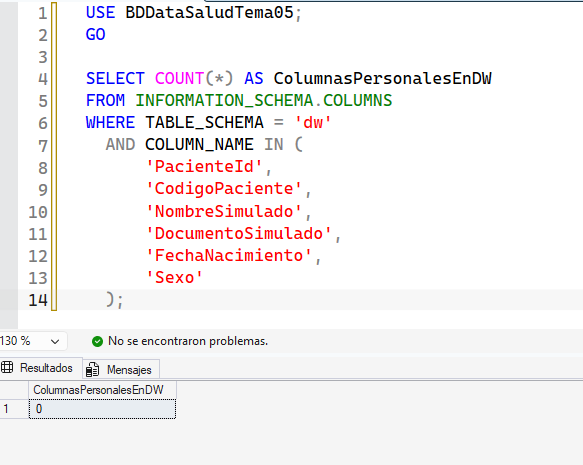 1 USE BDDataSaludTema05;
2 GO
3
4 SELECT COUNT(*) AS ColumnasPersonalesEnDW
5 FROM INFORMATION_SCHEMA.COLUMNS
6 WHERE TABLE_SCHEMA = 'dw'
7 AND COLUMN_NAME IN (
8 'PacienteId',
9 'CodigoPaciente',
10 'NombreSimulado',
11 'DocumentoSimulado',
12 'FechaNacimiento',
13 'Sexo'
14 );
130 % No se encontraron problemas.
Resultados Mensajes
ColumnasPersonalesEnDW
1 0